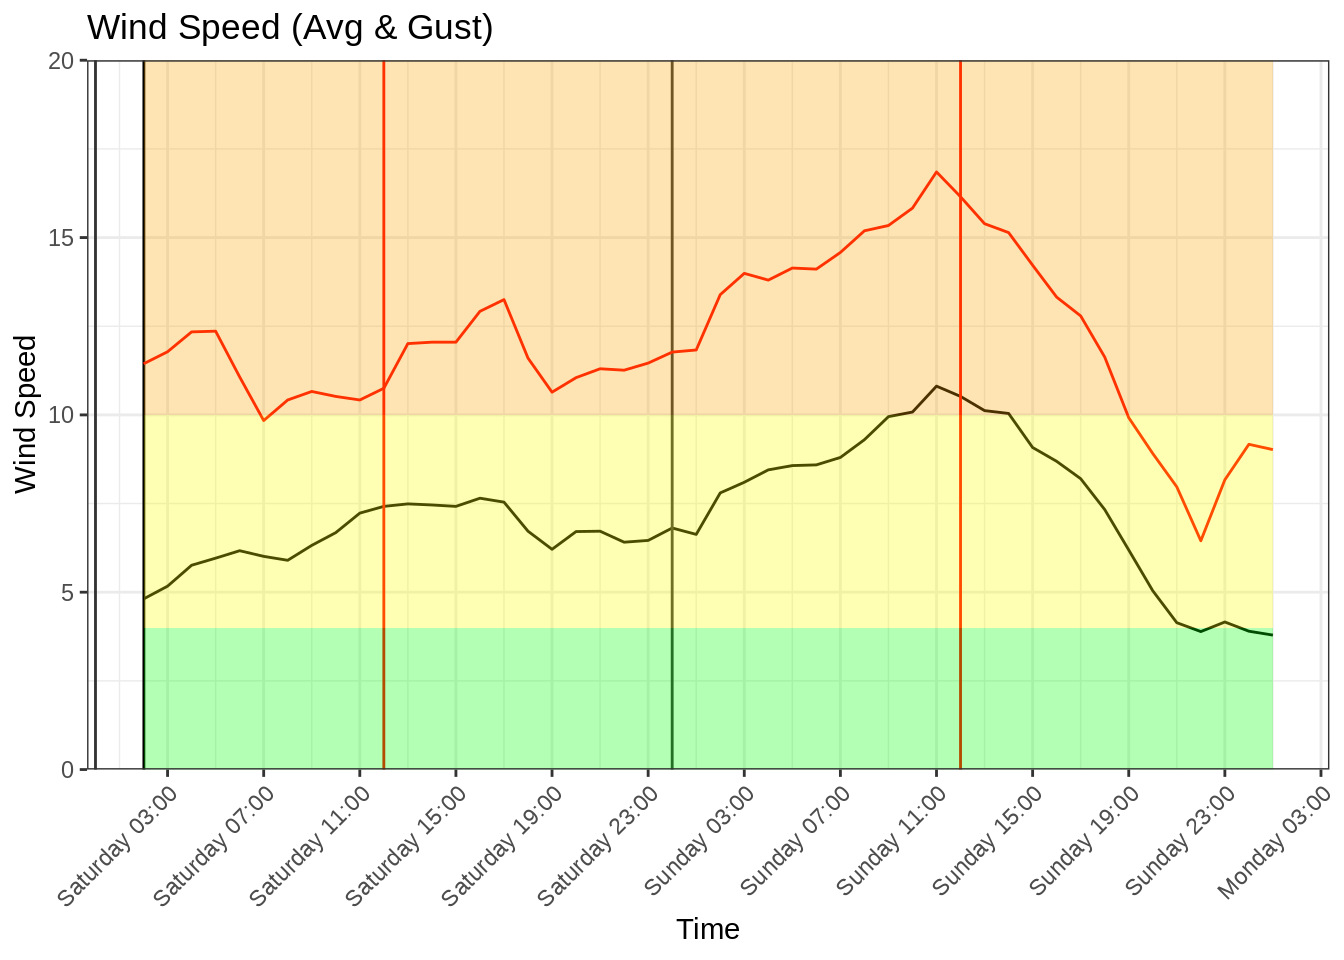 Wind Speed (Avg & Gust)
20
15
10
5
0
Wind Speed
Saturday 03:00
Saturday 07:00
Saturday 11:00
Saturday 15:00
Saturday 19:00
Saturday 23:00
Sunday 03:00
Sunday 07:00
Sunday 11:00
Sunday 15:00
Sunday 19:00
Sunday 23:00
Monday 03:00
Time